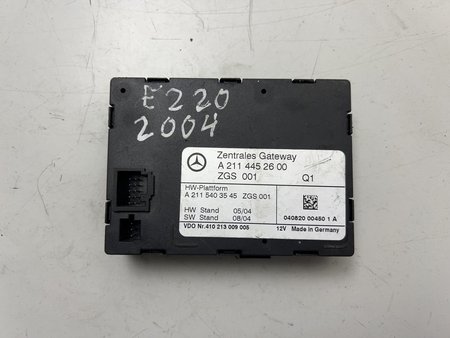 E220
2004
Zentrales Gateway
A 211 445 26 00
ZGS 001 Q1
HW-Plattform
A 211 540 35 45 ZGS 001
HW Stand 05/04
SW Stand 08/04
040820 00450 1 A
VDO Nr.410 213 009 005 12V Made in Germany